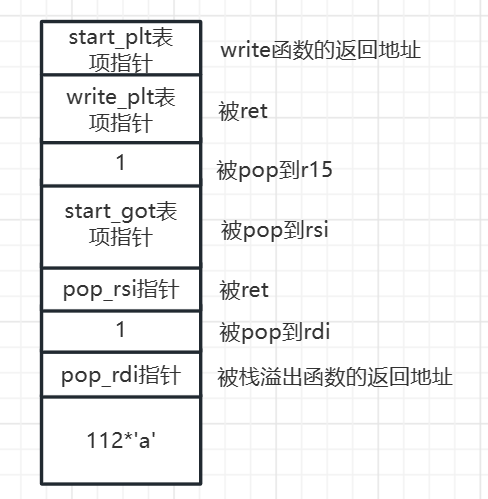 start_plt表
项指针
write函数的返回地址
write_plt表
项指针
被ret
1
被pop到r15
start_got表
项指针
被pop到rsi
pop_rsi指针
被ret
1
被pop到rdi
pop_rdi指针
被栈溢出函数的返回地址
112*'a'